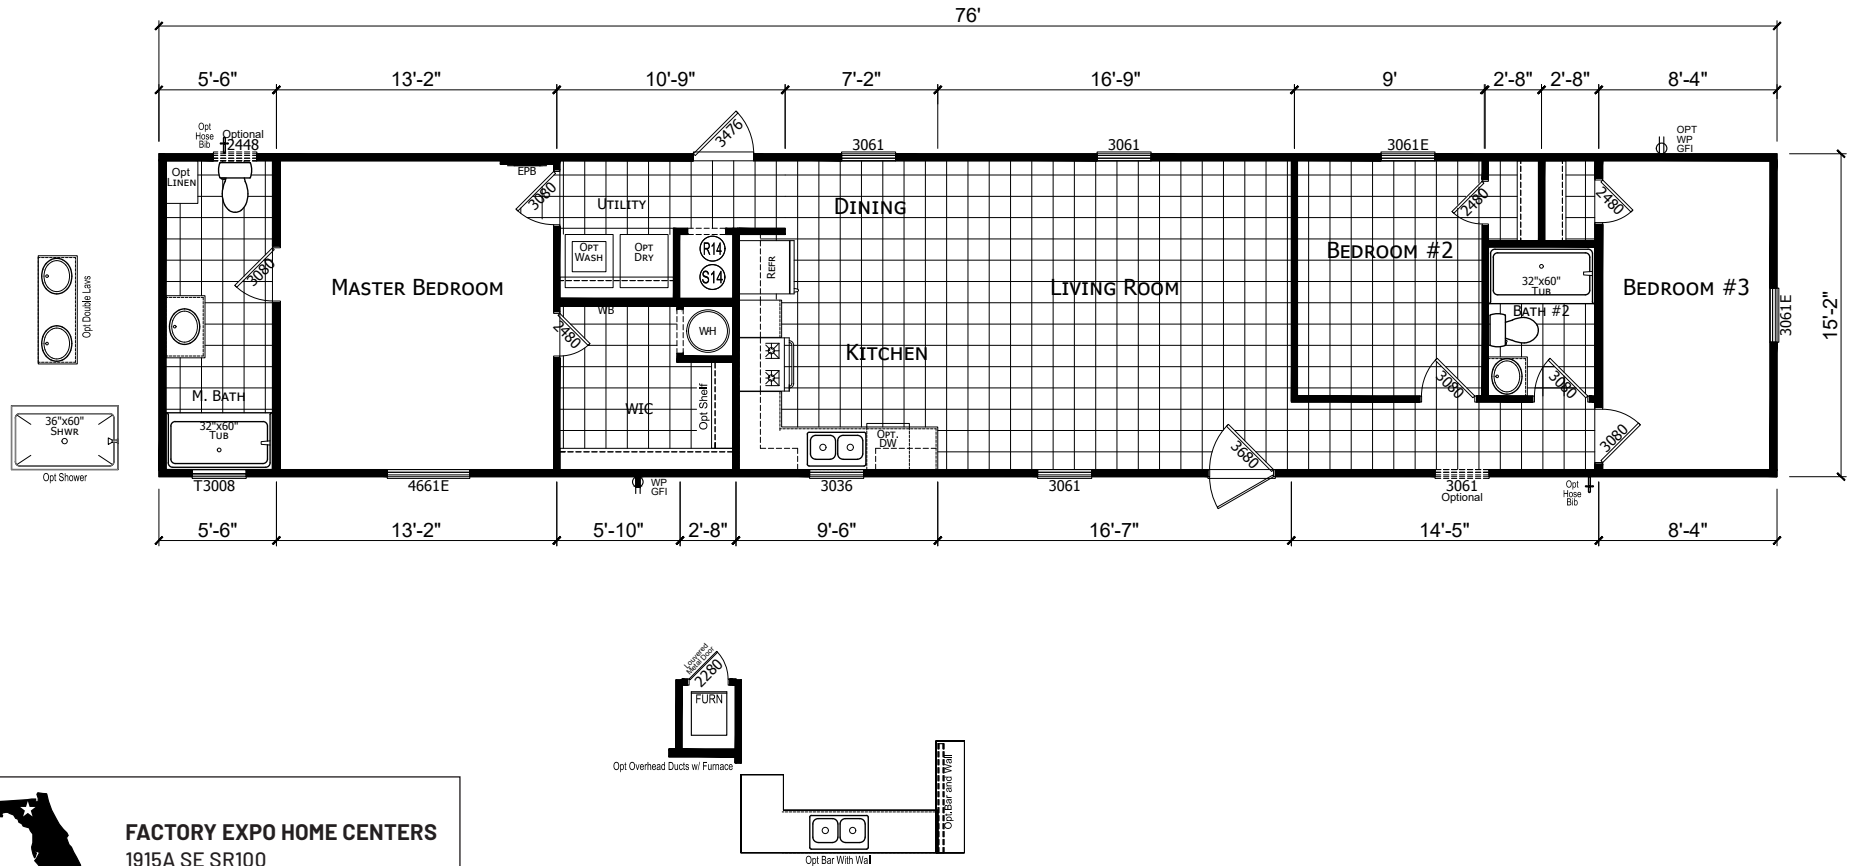 76'
5'-6"
13'-2"
10'-9"
7'-2"
16'-9"
9'
2'-8"
2'-8"
8'-4"
Opt
Hose
Bib
Optional
2448
3476
3061
3061
3061E
OPT
WP
GFI
Opt
LINEN
EPB
3080
UTILITY
DINING
2480
2480
OPT
WASH
OPT
DRY
R14
S14
REFR
3080
MASTER BEDROOM
LIVING ROOM
BEDROOM #2
32"x60"
TUB
BATH #2
BEDROOM #3
3061E
15'-2"
Opt Double Lavs
WB
2480
WH
KITCHEN
3080
3080
M. BATH
WIC
Opt Shelf
32"x60"
TUB
OPT.
DW
3680
3080
36"x60"
SHWR
Opt Shower
T3008
4661E
WP
GFI
3036
3061
3061
Optional
Opt
Hose
Bib
5'-6"
13'-2"
5'-10"
2'-8"
9'-6"
16'-7"
14'-5"
8'-4"
Louvered
Metal Door
2280
FURN
Opt Overhead Ducts w/ Furnace
Opt Bar and Wall
Opt Bar With Wall
FACTORY EXPO HOME CENTERS
1915A SE SR100